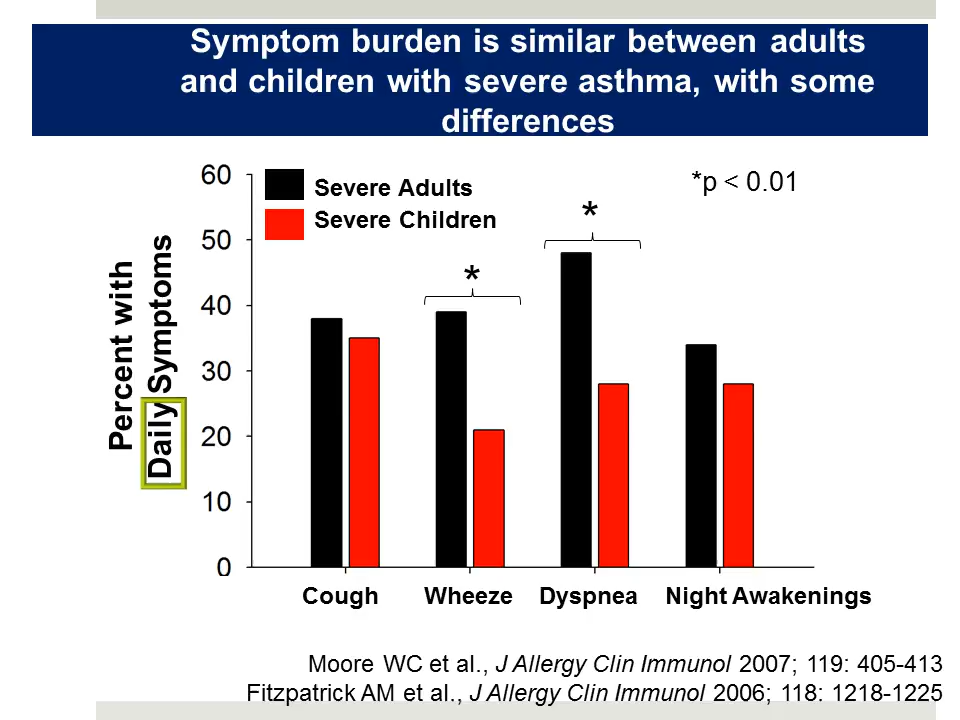 Symptom burden is similar between adults
and children with severe asthma, with some
differences
60
50
40
30
20
10
0
Percent with
Daily Symptoms
Severe Adults
Severe Children
*p < 0.01
*
*
Cough
Wheeze
Dyspnea
Night Awakenings
Moore WC et al., J Allergy Clin Immunol 2007; 119: 405-413
Fitzpatrick AM et al., J Allergy Clin Immunol 2006; 118: 1218-1225